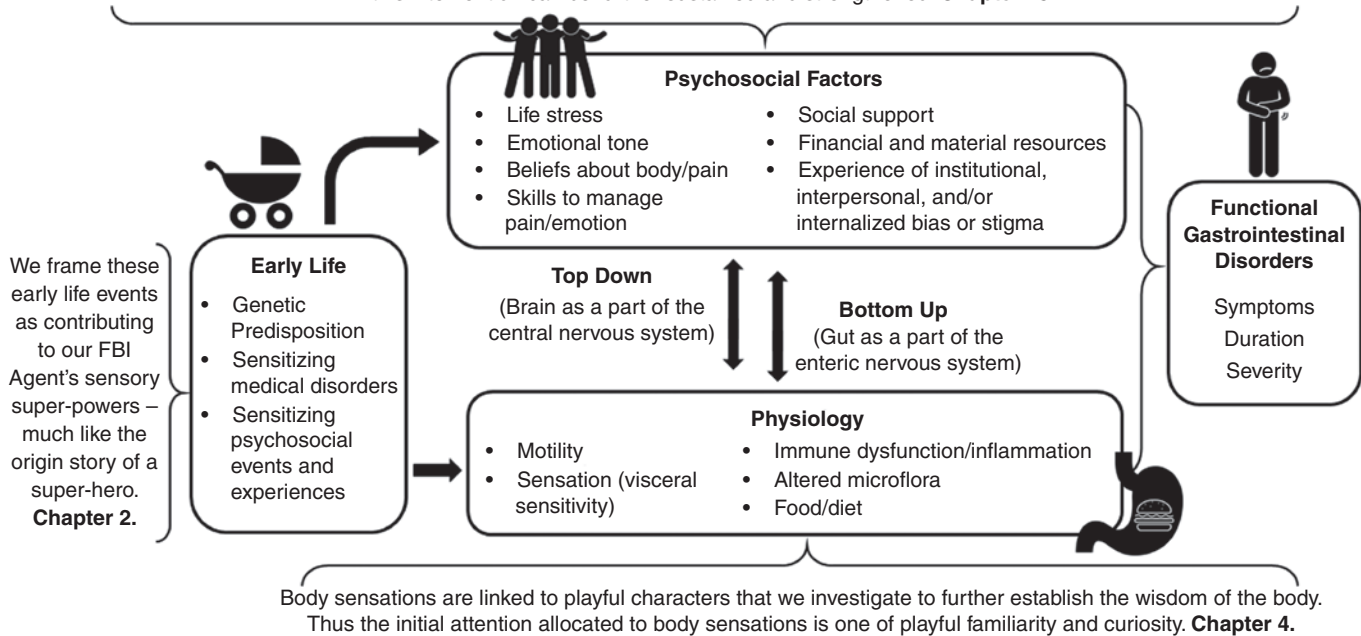 Psychosocial Factors
• Life stress
• Emotional tone
• Beliefs about body/pain
• Skills to manage
pain/emotion
• Social support
• Financial and material resources
• Experience of institutional,
interpersonal, and/or
internalized bias or stigma
We frame these
early life events
as contributing
to our FBI
Agent's sensory
super-powers –
much like the
origin story of a
super-hero.
Chapter 2.
Early Life
• Genetic
Predisposition
• Sensitizing
medical disorders
• Sensitizing
psychosocial
events and
experiences
Top Down
(Brain as a part of the
central nervous system)
Bottom Up
(Gut as a part of the
enteric nervous system)
Physiology
• Motility
• Sensation (visceral
sensitivity)
• Immune dysfunction/inflammation
• Altered microflora
• Food/diet
Functional
Gastrointestinal
Disorders
Symptoms
Duration
Severity
Body sensations are linked to playful characters that we investigate to further establish the wisdom of the body.
Thus the initial attention allocated to body sensations is one of playful familiarity and curiosity. Chapter 4.